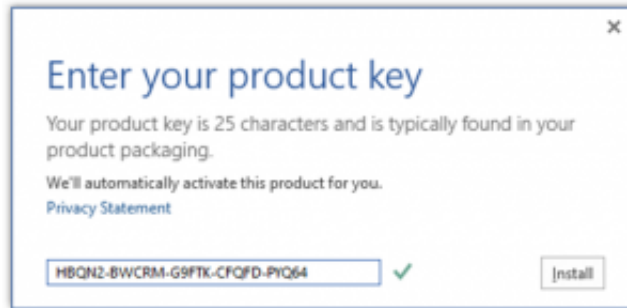 Enter your product key
Your product key is 25 characters and is typically found in your
product packaging.
We'll automatically activate this product for you.
Privacy Statement
HBQN2-BWCRM-G9FTK-CFQFD-PYQ64
Install